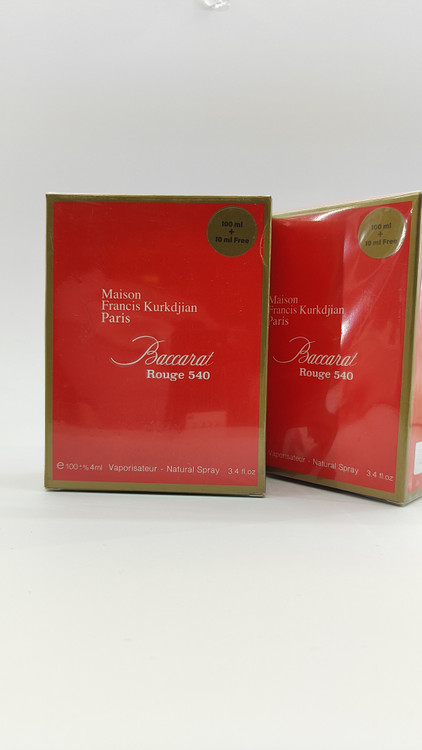 100 ml
+
10 ml Free
Maison
Francis Kurkdjian
Paris
Baccarat
Rouge 540
Vaporisateur - Natural Spray
3.4 fl.oz
100 ml
+
10 ml Free
Maison
Francis Kurkdjian
Paris
Baccarat
Rouge 540
Vaporisateur - Natural Spray
3.4 fl.oz